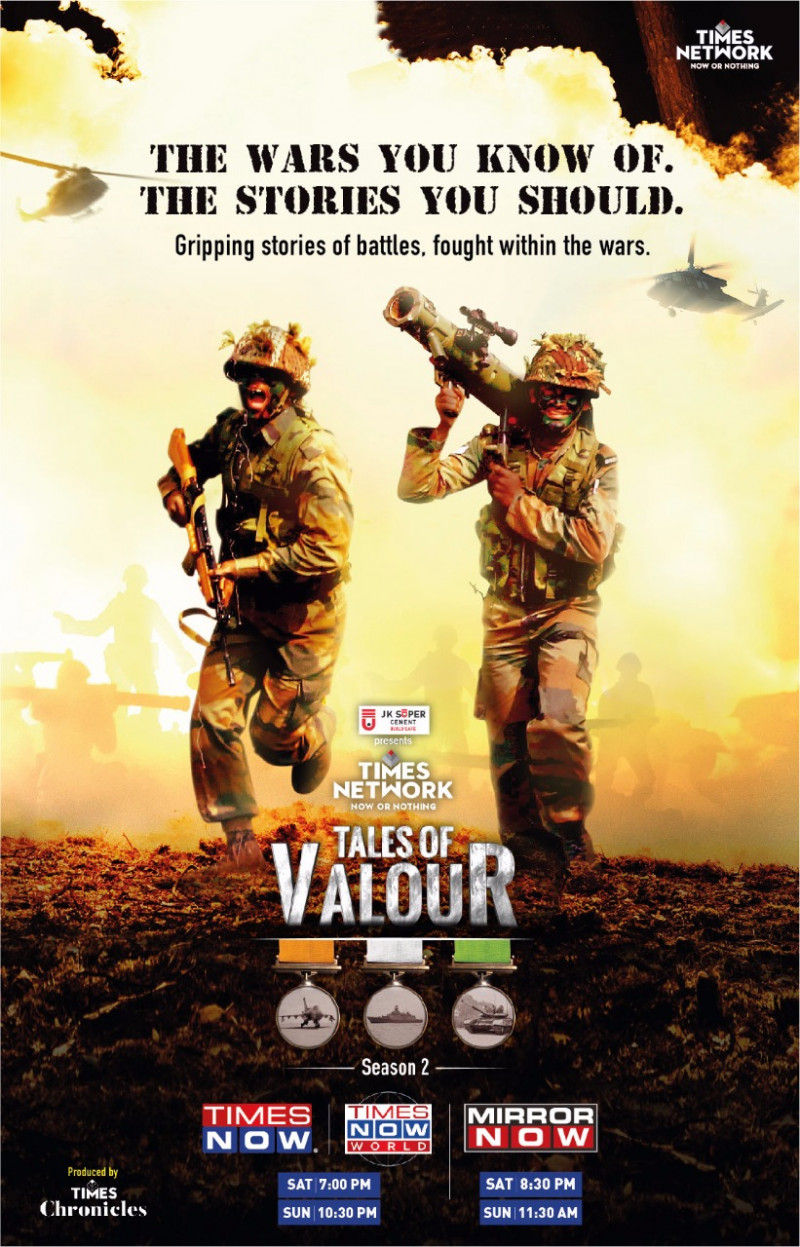 TIMES
NETWORK
NOW OR NOTHING
THE WARS YOU KNOW OF.
THE STORIES YOU SHOULD.
Gripping stories of battles, fought within the wars.
JK SUPER
CEMENT
BUILD SAFE
presents
TIMES
NETWORK
NOW OR NOTHING
TALES OF
VALOUR
Season 2
TIMES
NOW
TIMES
NOW
WORLD
MIRROR
NOW
SAT 7:00 PM
SUN 10:30 PM
SAT 8:30 PM
SUN 11:30 AM
Produced by
TIMES
Chronicles